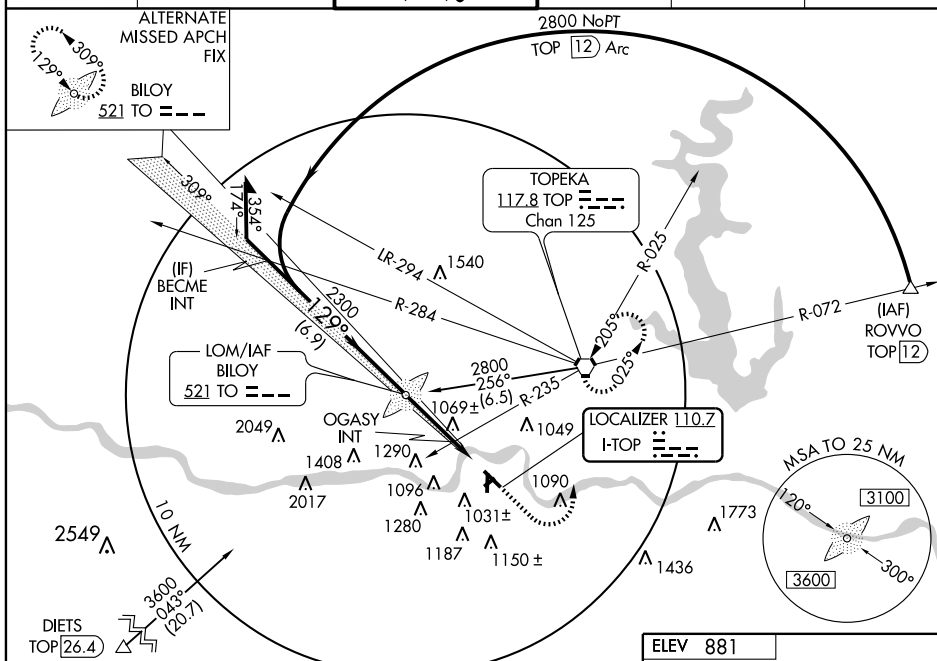 ALTERNATE
MISSED APCH
FIX
309°
129°
BILOY
521 TO
2800 NoPT
TOP 12 Arc
309°
174°
354°
TOPEKA
117.8 TOP
Chan 125
LR-294
1540
R-025
(IF)
BECME
INT
R-284
2300
129°
(6.9)
205°
025°
R-072
(IAF)
ROVVO
TOP 12
LOM/IAF
BILOY
521 TO
2800
256°
(6.5)
R-235
OGASY
INT
1069±
1049
LOCALIZER 110.7
I-TOP
2049
1408
1290
2017
1096
1280
1031±
1090
1187
1150 ±
1773
1436
MSA TO 25 NM
120°
3100
3600
300°
10 NM
2549
3600
043°
(20.7)
DIETS
TOP 26.4
ELEV 881